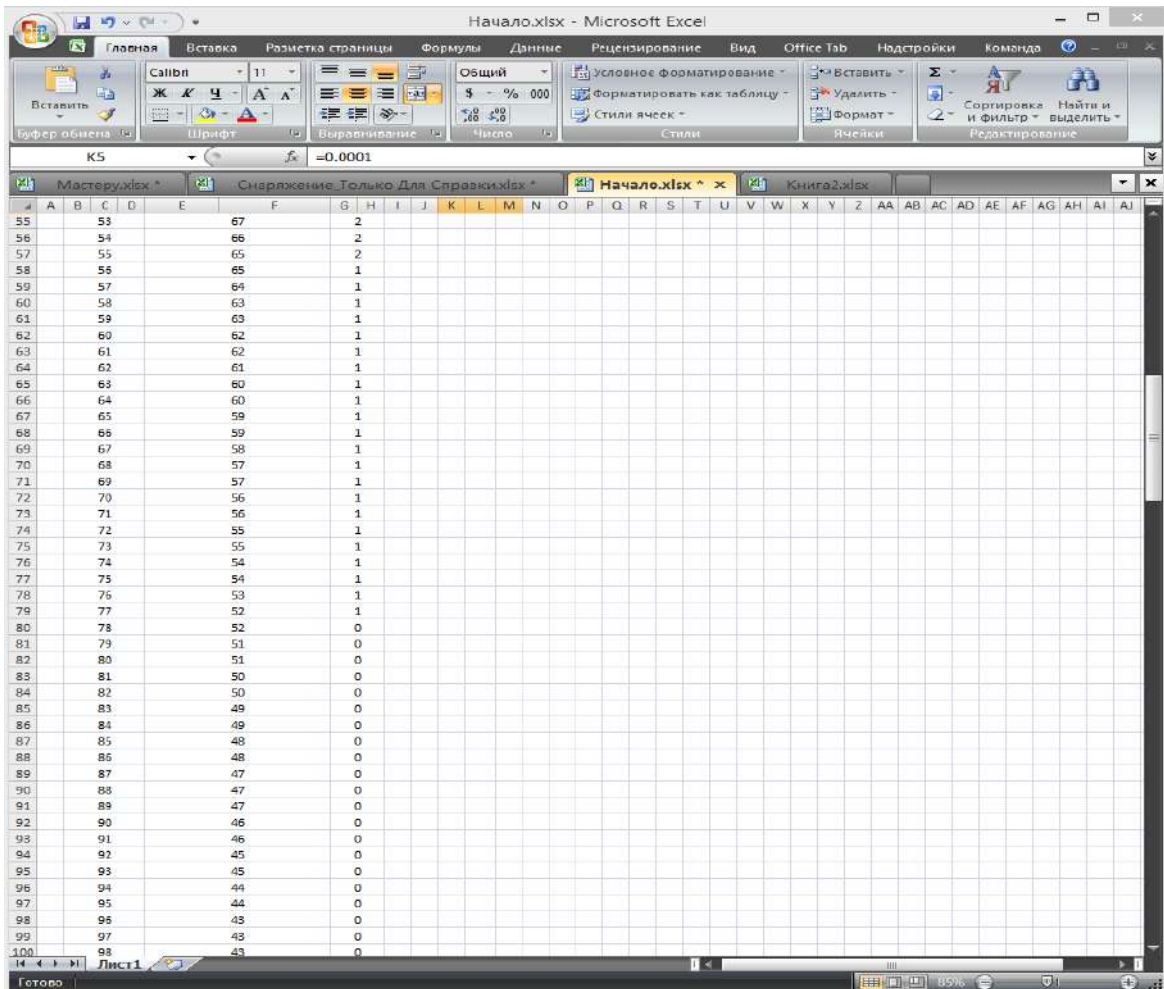 Начало.xlsx - Microsoft Excel
Главная Вставка Разметка страницы Формулы Данные Рецензирование Вид Office Tab Надстройки Команда
Вставить
Calibri 11
Ж К Ч
Общий
$ % 000
Условное форматирование
Форматировать как таблицу
Стили ячеек
Вставить
Удалить
Формат
Σ
Сортировка и фильтр
Найти и выделить
Буфер обмена Шрифт Выравнивание Число Стили Ячейки Редактирование
K5 fx =0.0001
Мастеру.xlsx * Снаряжение_Только Для Справки.xlsx * Начало.xlsx * Книга2.xlsx
A B C D E F G H I J K L M N O P Q R S T U V W X Y Z AA AB AC AD AE AF AG AH AI AJ
55 53 67 2
56 54 66 2
57 55 65 2
58 56 65 1
59 57 64 1
60 58 63 1
61 59 63 1
62 60 62 1
63 61 62 1
64 62 61 1
65 63 60 1
66 64 60 1
67 65 59 1
68 66 59 1
69 67 58 1
70 68 57 1
71 69 57 1
72 70 56 1
73 71 56 1
74 72 55 1
75 73 55 1
76 74 54 1
77 75 54 1
78 76 53 1
79 77 52 1
80 78 52 0
81 79 51 0
82 80 51 0
83 81 50 0
84 82 50 0
85 83 49 0
86 84 49 0
87 85 48 0
88 86 48 0
89 87 47 0
90 88 47 0
91 89 47 0
92 90 46 0
93 91 46 0
94 92 45 0
95 93 45 0
96 94 44 0
97 95 44 0
98 96 43 0
99 97 43 0
100 98 43 0
Лист1
Готово 85%